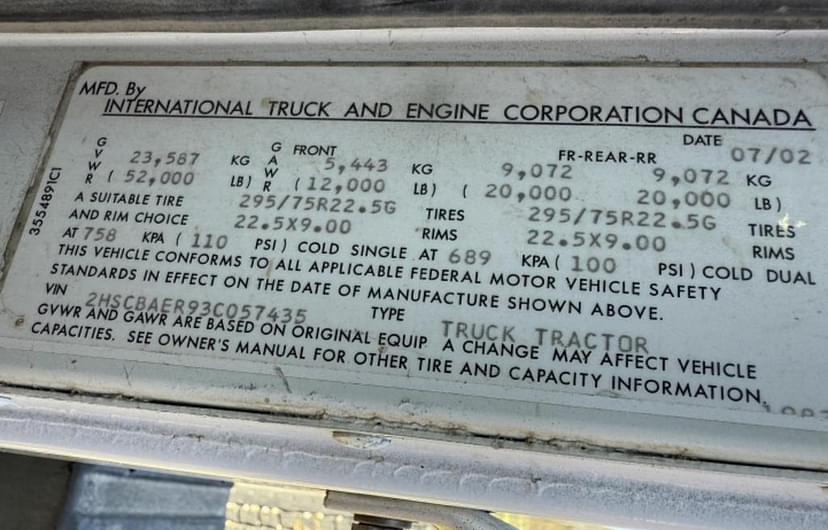 MFD. By
INTERNATIONAL TRUCK AND ENGINE CORPORATION CANADA
DATE 07/02
GVWR 23,587 KG GAWR FRONT 5,443 KG 9,072 FR-REAR-RR 9,072 KG
( 52,000 LB) ( 12,000 LB) ( 20,000 20,000 LB)
A SUITABLE TIRE 295/75R22.5G TIRES 295/75R22.5G TIRES
AND RIM CHOICE 22.5X9.00 RIMS 22.5X9.00 RIMS
AT 758 KPA ( 110 PSI) COLD SINGLE AT 689 KPA ( 100 PSI) COLD DUAL
THIS VEHICLE CONFORMS TO ALL APPLICABLE FEDERAL MOTOR VEHICLE SAFETY
STANDARDS IN EFFECT ON THE DATE OF MANUFACTURE SHOWN ABOVE.
VIN 2HSCBAER93C057435 TYPE TRUCK TRACTOR
GVWR AND GAWR ARE BASED ON ORIGINAL EQUIP A CHANGE MAY AFFECT VEHICLE
CAPACITIES. SEE OWNER'S MANUAL FOR OTHER TIRE AND CAPACITY INFORMATION.
3554891C1